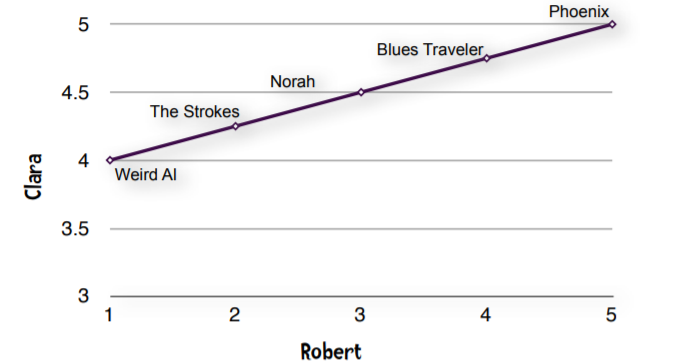 Phoenix
5
Blues Traveler
Norah
4.5
The Strokes
4
Weird Al
Clara
3.5
3
1 2 3 4 5
Robert